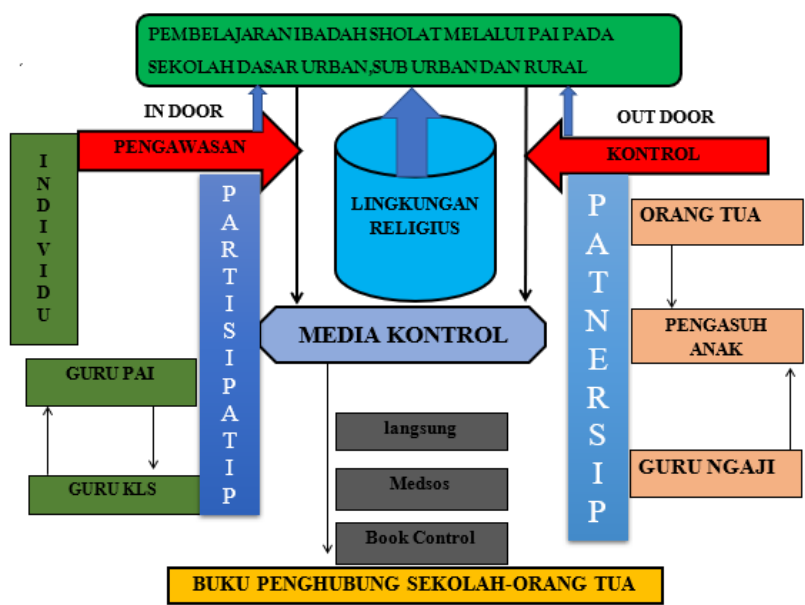 PEMBELAJARAN IBADAH SHOLAT MELALUI PAI PADA
SEKOLAH DASAR URBAN,SUB URBAN DAN RURAL
IN DOOR
OUT DOOR
PENGAWASAN
KONTROL
INDIVIDU
PARTISIPATIP
LINGKUNGAN
RELIGIUS
PATNERSIP
ORANG TUA
PENGASUH
ANAK
GURU NGAJI
MEDIA KONTROL
GURU PAI
GURU KLS
langsung
Medsos
Book Control
BUKU PENGHUBUNG SEKOLAH-ORANG TUA